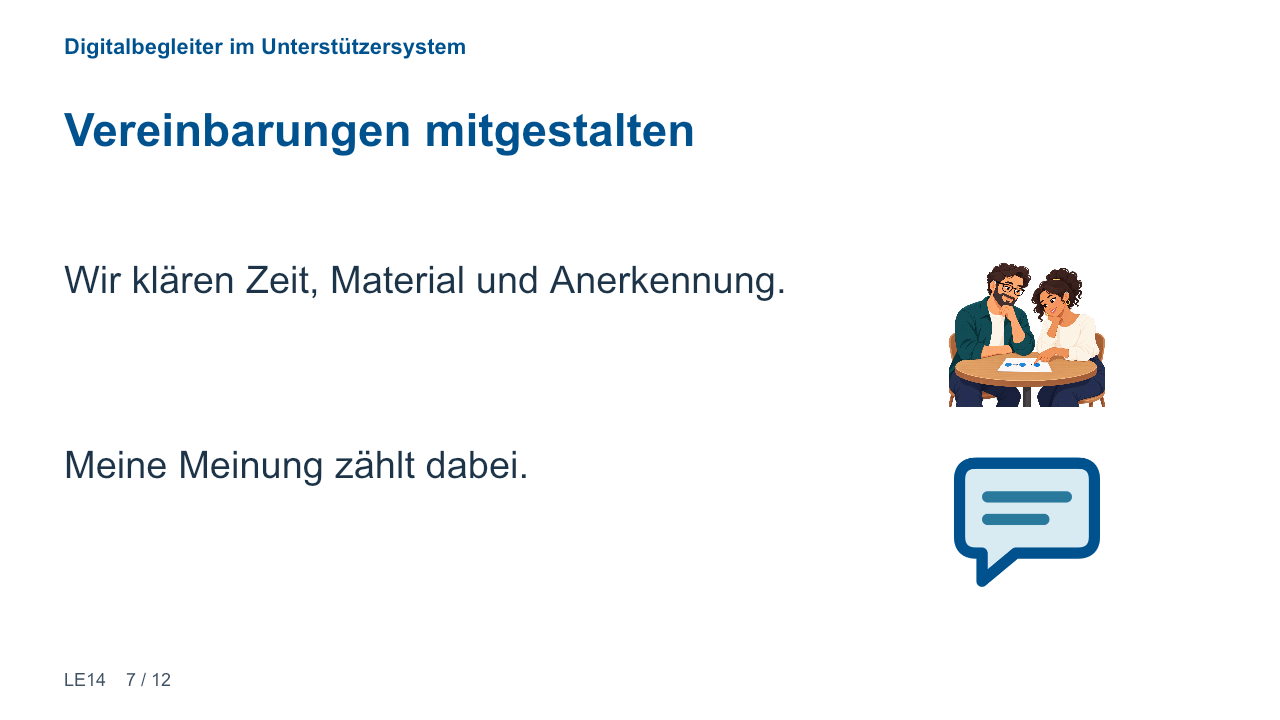 Digitalbegleiter im Unterstützersystem
Vereinbarungen mitgestalten
Wir klären Zeit, Material und Anerkennung.
Meine Meinung zählt dabei.
LE14 7 / 12